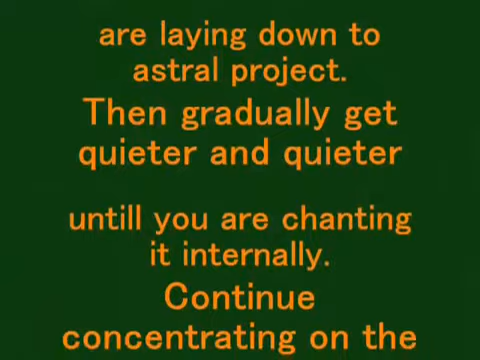 are laying down to
astral project.
Then gradually get
quieter and quieter
untill you are chanting
it internally.
Continue
concentrating on the